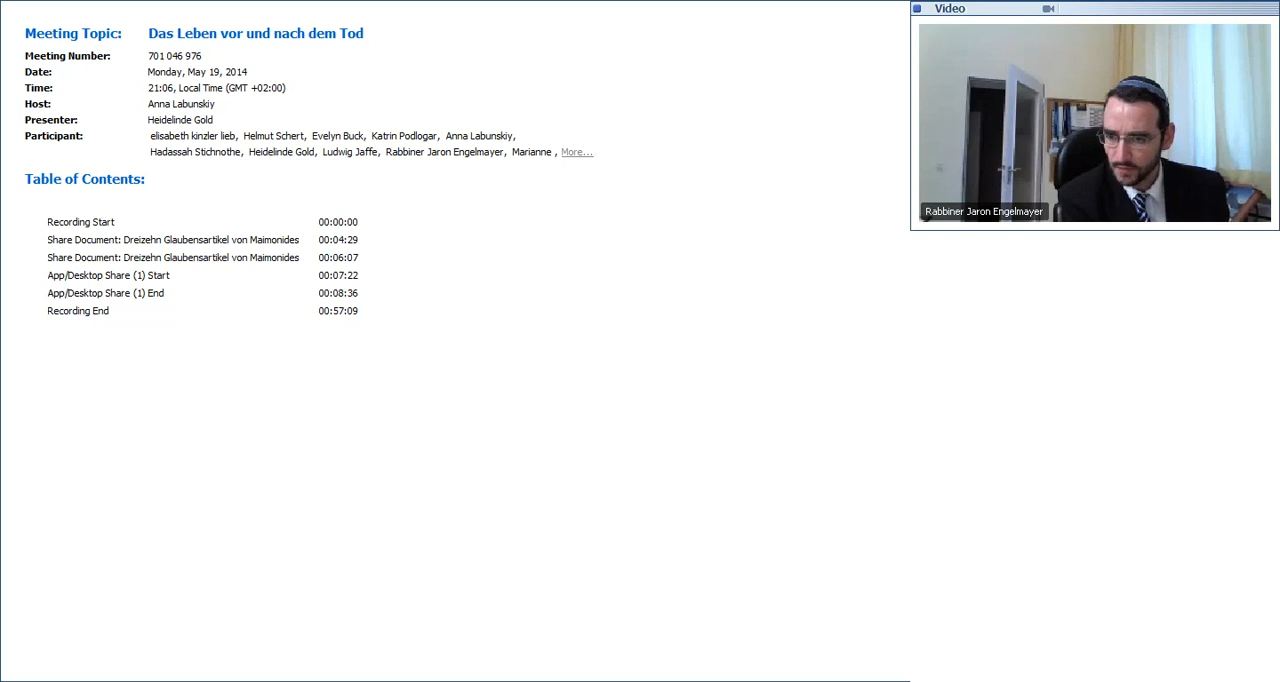 Meeting Topic: Das Leben vor und nach dem Tod
Meeting Number: 701 046 976
Date: Monday, May 19, 2014
Time: 21:06, Local Time (GMT +02:00)
Host: Anna Labunskiy
Presenter: Heidelinde Gold
Participant: elisabeth kinzler lieb, Helmut Schert, Evelyn Buck, Katrin Podlogar, Anna Labunskiy,
Hadassah Stichnothe, Heidelinde Gold, Ludwig Jaffe, Rabbiner Jaron Engelmayer, Marianne , More...
Table of Contents:
Recording Start 00:00:00
Share Document: Dreizehn Glaubensartikel von Maimonides 00:04:29
Share Document: Dreizehn Glaubensartikel von Maimonides 00:06:07
App/Desktop Share (1) Start 00:07:22
App/Desktop Share (1) End 00:08:36
Recording End 00:57:09
Video
Rabbiner Jaron Engelmayer